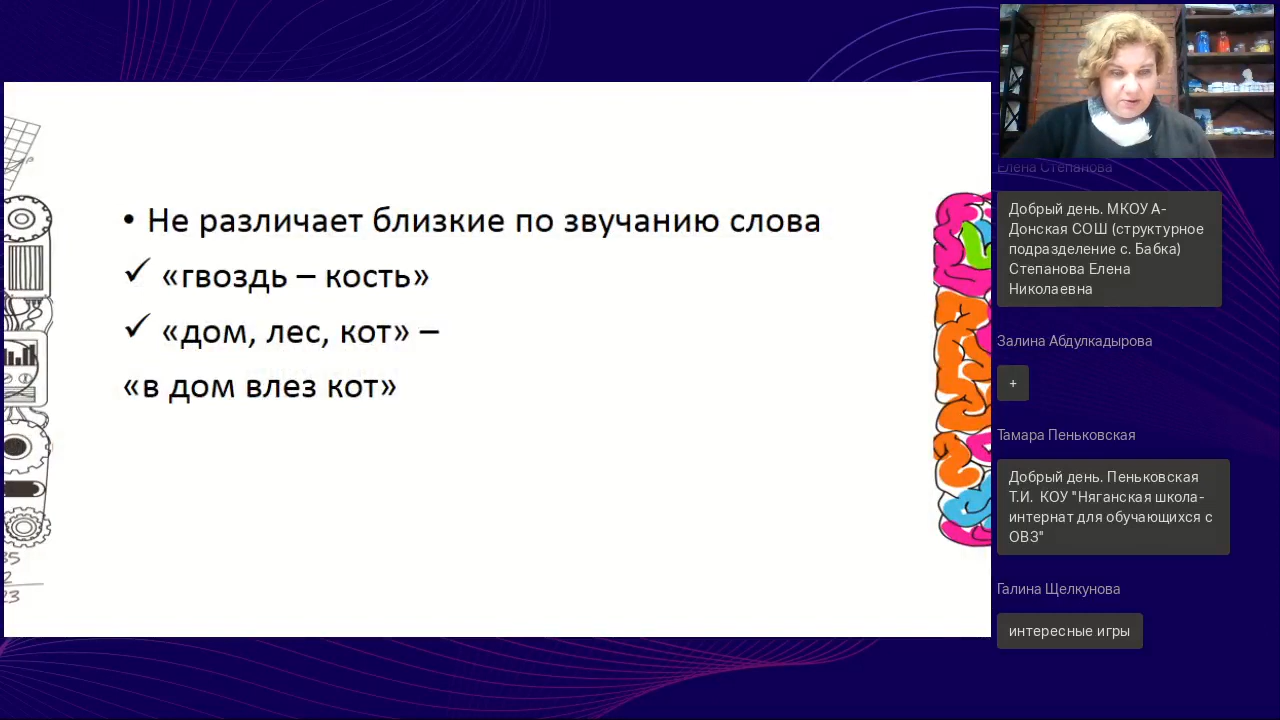 • Не различает близкие по звучанию слова
✓ «гвоздь – кость»
✓ «дом, лес, кот» –
«в дом влез кот»
Елена Степанова
Добрый день. МКОУ А-
Донская СОШ (структурное
подразделение с. Бабка)
Степанова Елена
Николаевна
Залина Абдулкадырова
+
Тамара Пеньковская
Добрый день. Пеньковская
Т.И. КОУ "Няганская школа-
интернат для обучающихся с
ОВЗ"
Галина Щелкунова
интересные игры